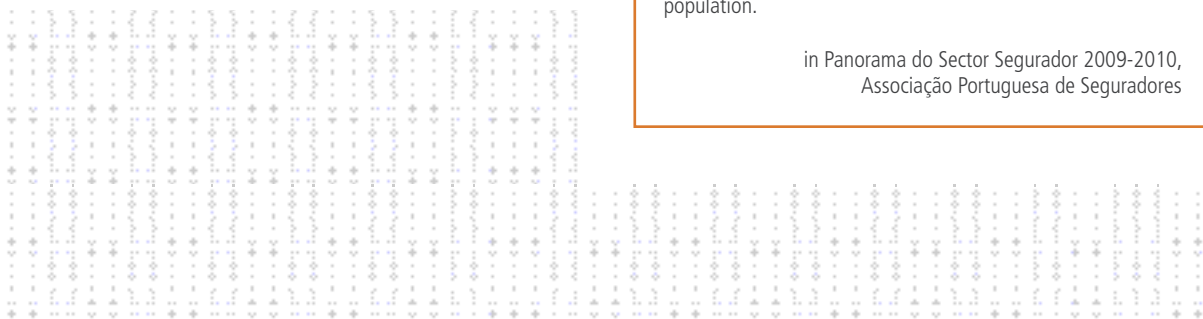 population.
in Panorama do Sector Segurador 2009-2010,
Associação Portuguesa de Seguradores